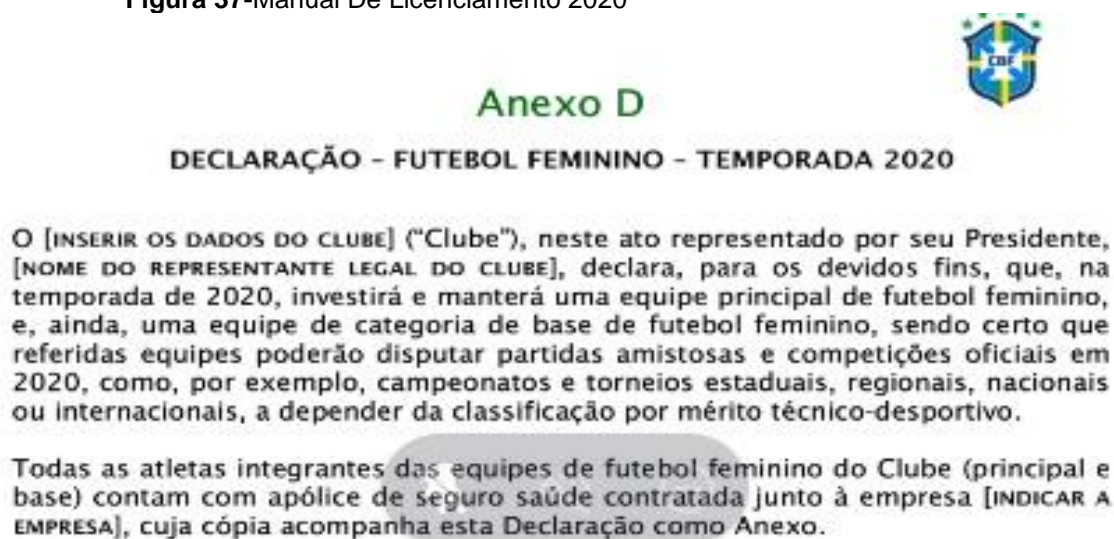 Figura 37-Manual De Licenciamento 2020
CBF
Anexo D
DECLARAÇÃO – FUTEBOL FEMININO – TEMPORADA 2020
O [INSERIR OS DADOS DO CLUBE] (“Clube”), neste ato representado por seu Presidente,
[NOME DO REPRESENTANTE LEGAL DO CLUBE], declara, para os devidos fins, que, na
temporada de 2020, investirá e manterá uma equipe principal de futebol feminino,
e, ainda, uma equipe de categoria de base de futebol feminino, sendo certo que
referidas equipes poderão disputar partidas amistosas e competições oficiais em
2020, como, por exemplo, campeonatos e torneios estaduais, regionais, nacionais
ou internacionais, a depender da classificação por mérito técnico-desportivo.
Todas as atletas integrantes das equipes de futebol feminino do Clube (principal e
base) contam com apólice de seguro saúde contratada junto à empresa [INDICAR A
EMPRESA], cuja cópia acompanha esta Declaração como Anexo.